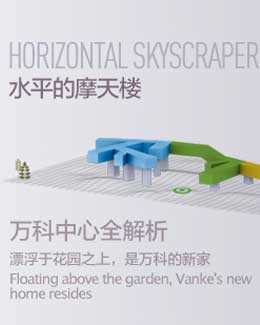 HORIZONTAL SKYSCRAPER
水平的摩天楼
万科中心全解析
漂浮于花园之上，是万科的新家
Floating above the garden, Vanke's new
home resides